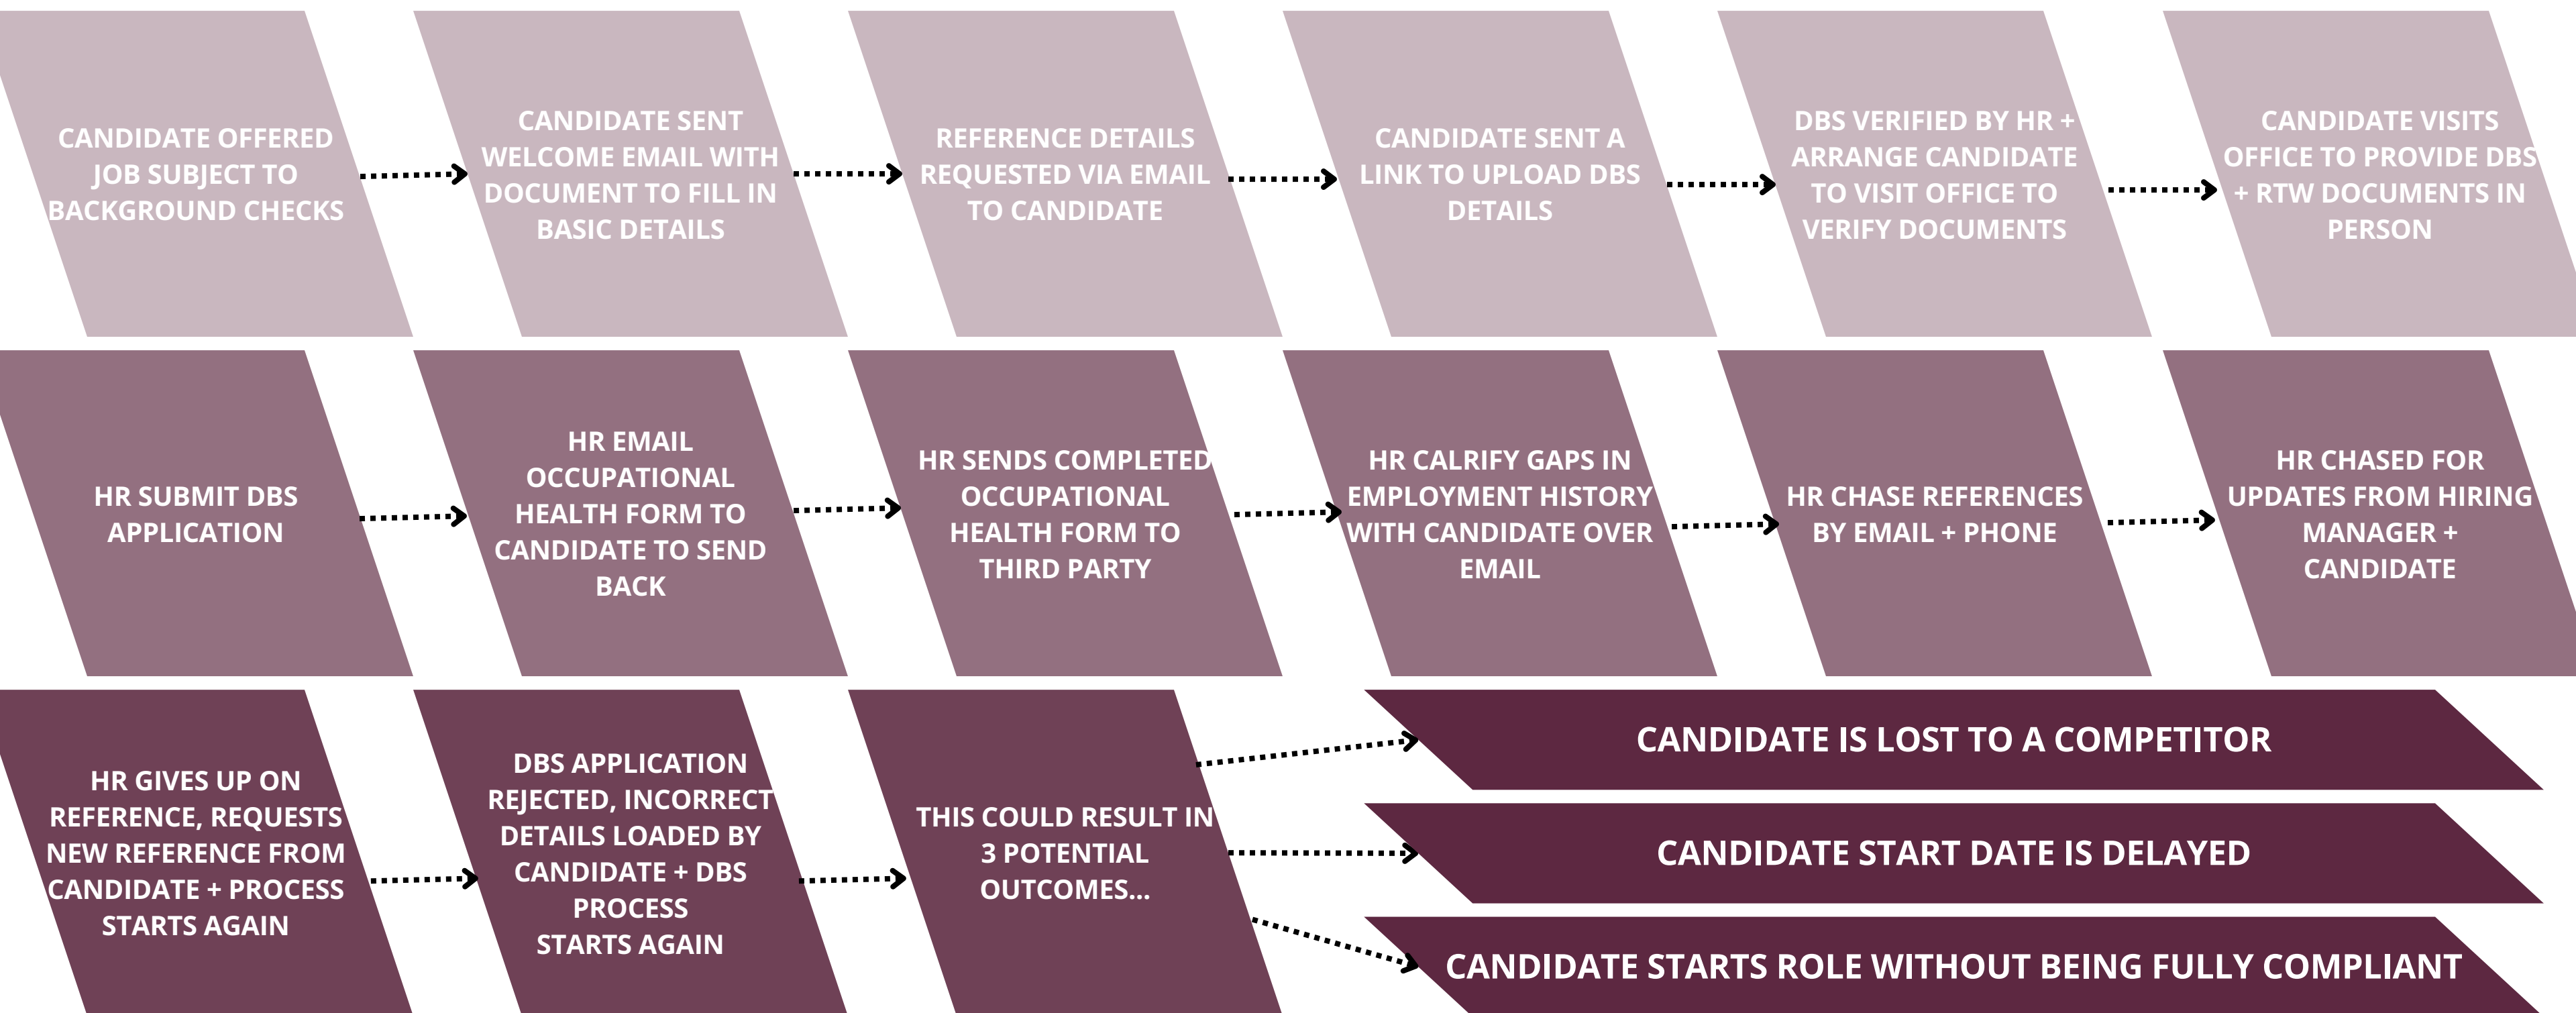 CANDIDATE OFFERED
JOB SUBJECT TO
BACKGROUND CHECKS
CANDIDATE SENT
WELCOME EMAIL WITH
DOCUMENT TO FILL IN
BASIC DETAILS
REFERENCE DETAILS
REQUESTED VIA EMAIL
TO CANDIDATE
CANDIDATE SENT A
LINK TO UPLOAD DBS
DETAILS
DBS VERIFIED BY HR +
ARRANGE CANDIDATE
TO VISIT OFFICE TO
VERIFY DOCUMENTS
CANDIDATE VISITS
OFFICE TO PROVIDE DBS
+ RTW DOCUMENTS IN
PERSON
HR SUBMIT DBS
APPLICATION
HR EMAIL
OCCUPATIONAL
HEALTH FORM TO
CANDIDATE TO SEND
BACK
HR SENDS COMPLETED
OCCUPATIONAL
HEALTH FORM TO
THIRD PARTY
HR CALRIFY GAPS IN
EMPLOYMENT HISTORY
WITH CANDIDATE OVER
EMAIL
HR CHASE REFERENCES
BY EMAIL + PHONE
HR CHASED FOR
UPDATES FROM HIRING
MANAGER +
CANDIDATE
HR GIVES UP ON
REFERENCE, REQUESTS
NEW REFERENCE FROM
CANDIDATE + PROCESS
STARTS AGAIN
DBS APPLICATION
REJECTED, INCORRECT
DETAILS LOADED BY
CANDIDATE + DBS
PROCESS
STARTS AGAIN
THIS COULD RESULT IN
3 POTENTIAL
OUTCOMES...
CANDIDATE IS LOST TO A COMPETITOR
CANDIDATE START DATE IS DELAYED
CANDIDATE STARTS ROLE WITHOUT BEING FULLY COMPLIANT